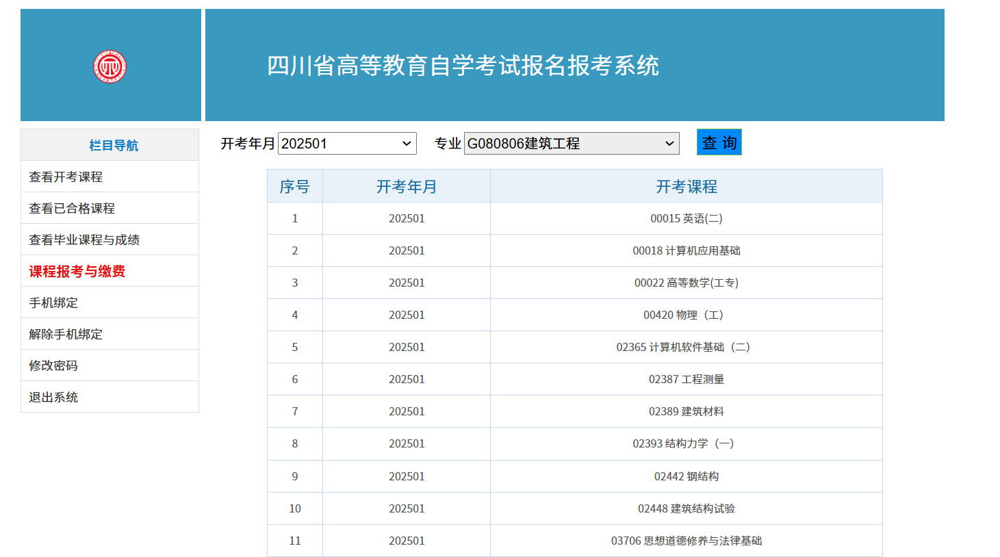 四川省高等教育自学考试报名报考系统
栏目导航
查看开考课程
查看已合格课程
查看毕业课程与成绩
课程报考与缴费
手机绑定
解除手机绑定
修改密码
退出系统
开考年月 202501 专业 G080806建筑工程 查 询
序号 开考年月 开考课程
1 202501 00015 英语(二)
2 202501 00018 计算机应用基础
3 202501 00022 高等数学(工专)
4 202501 00420 物理（工）
5 202501 02365 计算机软件基础（二）
6 202501 02387 工程测量
7 202501 02389 建筑材料
8 202501 02393 结构力学（一）
9 202501 02442 钢结构
10 202501 02448 建筑结构试验
11 202501 03706 思想道德修养与法律基础